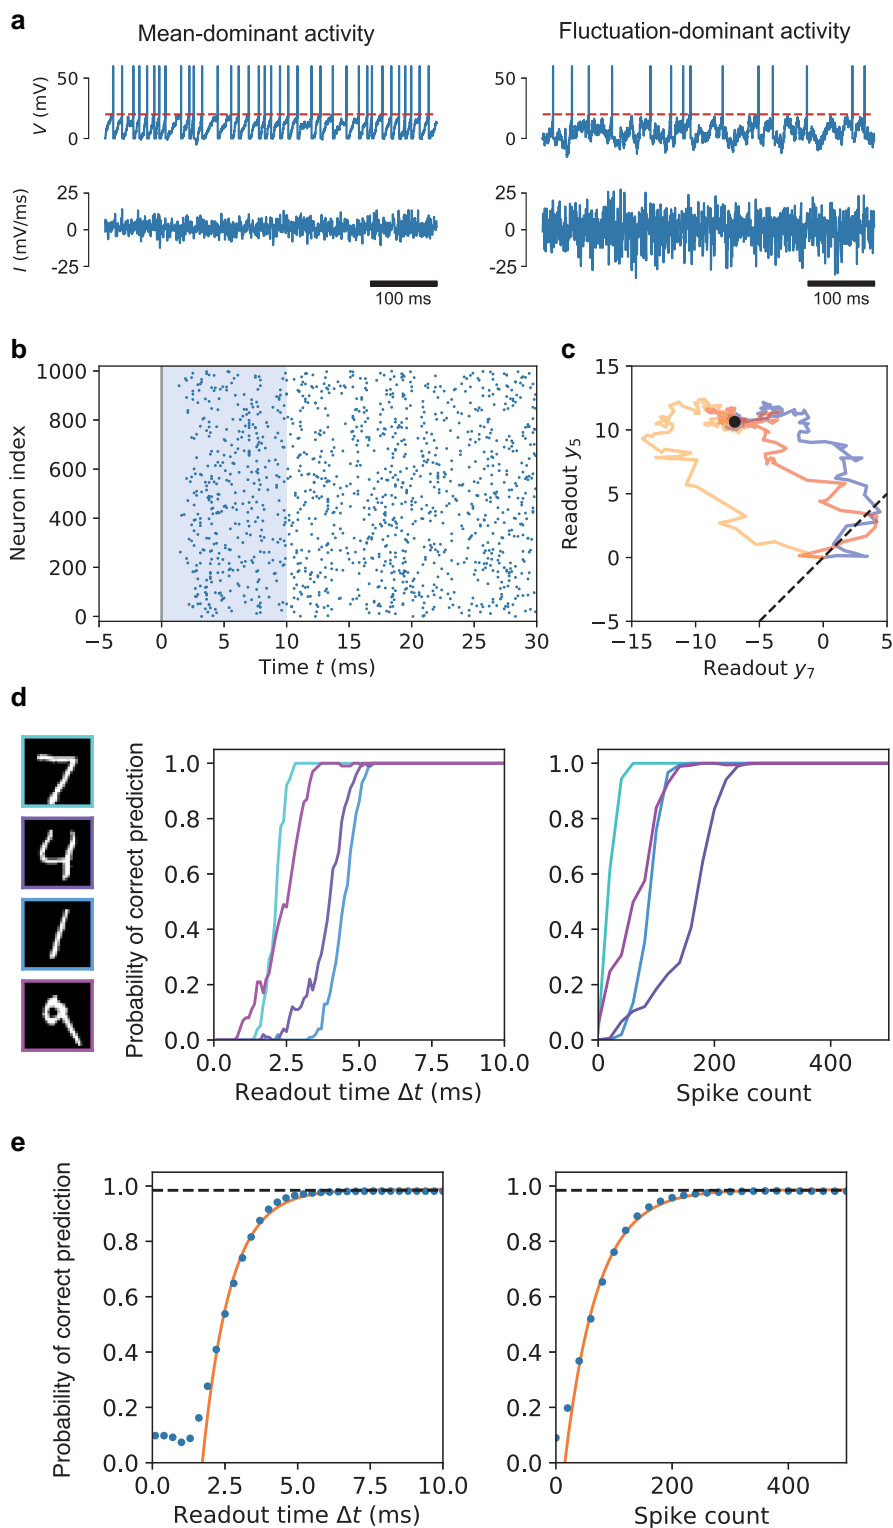 a
Mean-dominant activity
Fluctuation-dominant activity
V (mV)
50
0
50
0
I (mV/ms)
25
0
-25
25
0
-25
100 ms
100 ms
b
Neuron index
1000
800
600
400
200
0
−5 0 5 10 15 20 25 30
Time t (ms)
c
Readout y5
15
10
5
0
−5
−15 −10 −5 0 5
Readout y7
d
Probability of correct prediction
1.0
0.8
0.6
0.4
0.2
0.0
0.0 2.5 5.0 7.5 10.0
Readout time Δt (ms)
1.0
0.8
0.6
0.4
0.2
0.0
0 200 400
Spike count
7
4
1
9
e
Probability of correct prediction
1.0
0.8
0.6
0.4
0.2
0.0
0.0 2.5 5.0 7.5 10.0
Readout time Δt (ms)
1.0
0.8
0.6
0.4
0.2
0.0
0 200 400
Spike count